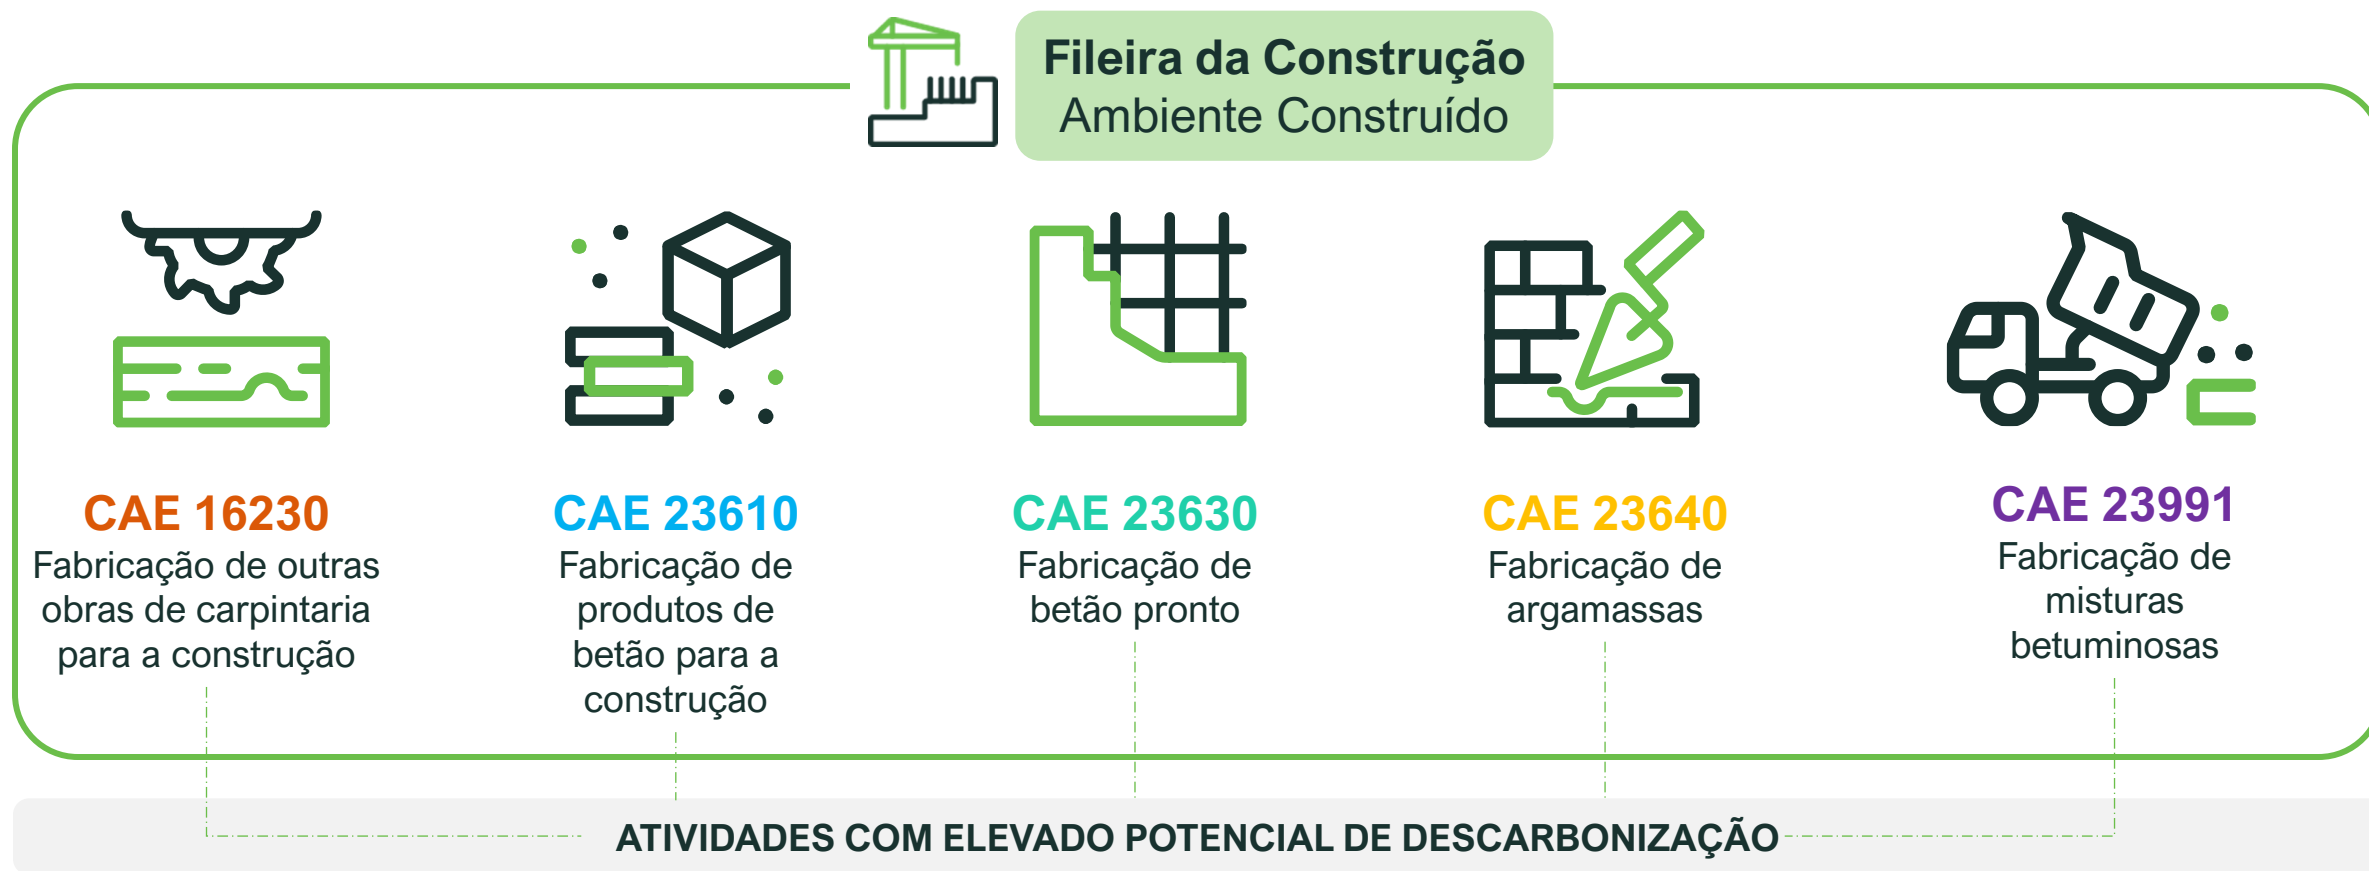 Fileira da Construção
Ambiente Construído
CAE 16230
Fabricação de outras
obras de carpintaria
para a construção
CAE 23610
Fabricação de
produtos de
betão para a
construção
CAE 23630
Fabricação de
betão pronto
CAE 23640
Fabricação de
argamassas
CAE 23991
Fabricação de
misturas
betuminosas
ATIVIDADES COM ELEVADO POTENCIAL DE DESCARBONIZAÇÃO